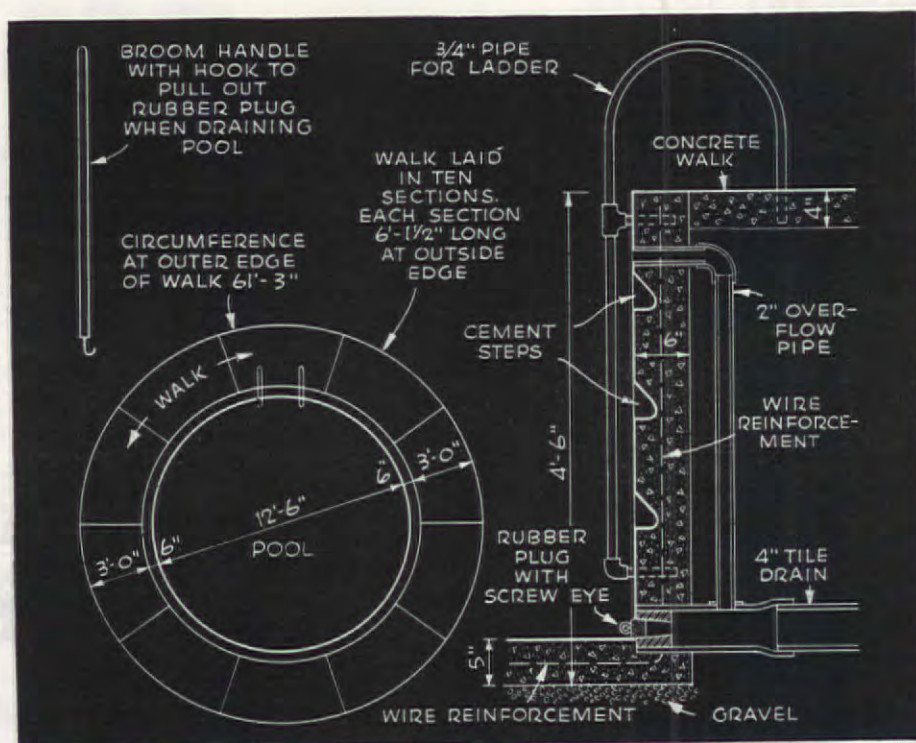 BROOM HANDLE
WITH HOOK TO
PULL OUT
RUBBER PLUG
WHEN DRAINING
POOL
3/4" PIPE
FOR LADDER
WALK LAID
IN TEN
SECTIONS.
EACH SECTION
6'-1 1/2" LONG
AT OUTSIDE
EDGE
CONCRETE
WALK
4"
CIRCUMFERENCE
AT OUTER EDGE
OF WALK 61'-3"
CEMENT
STEPS
6"
2" OVER-
FLOW
PIPE
WALK
WIRE
REINFORCE-
MENT
4'-6"
6"
3'-0"
12'-6"
POOL
3'-0"
6"
RUBBER
PLUG
WITH
SCREW EYE
4" TILE
DRAIN
5"
WIRE REINFORCEMENT
GRAVEL